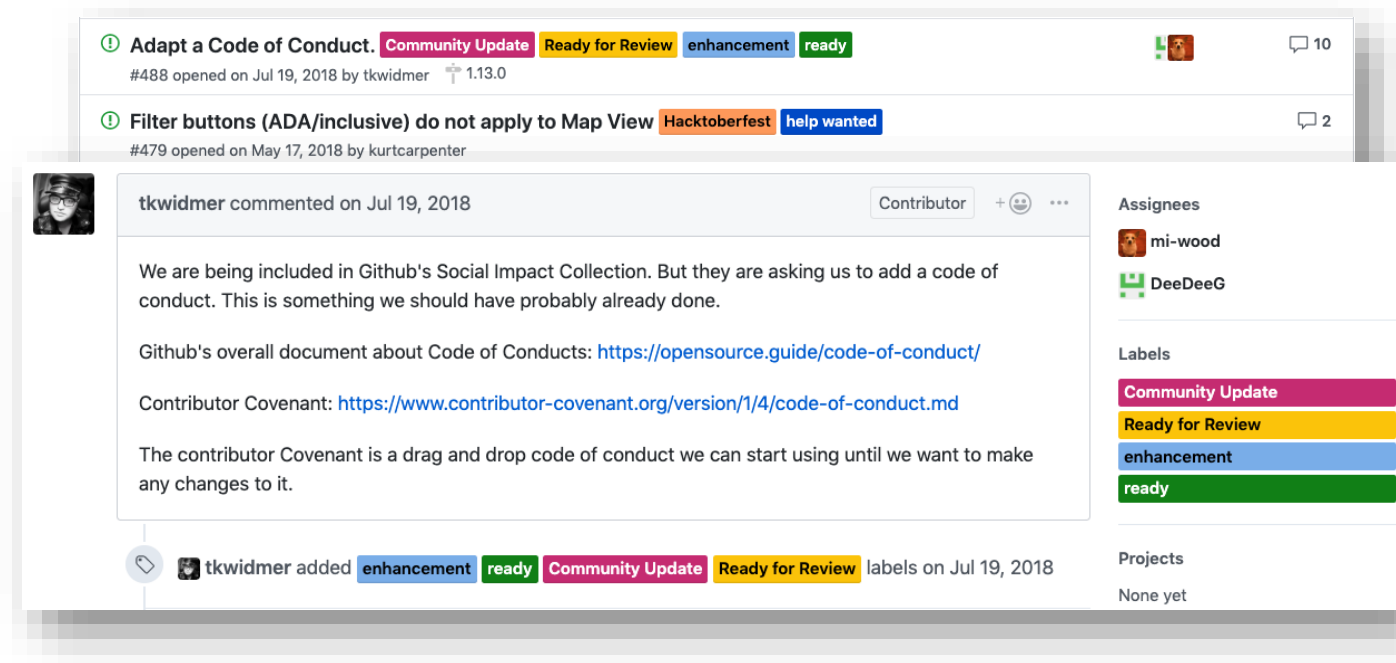 Adapt a Code of Conduct. Community Update Ready for Review enhancement ready 10
#488 opened on Jul 19, 2018 by tkwidmer 1.13.0
Filter buttons (ADA/inclusive) do not apply to Map View Hacktoberfest help wanted 2
#479 opened on May 17, 2018 by kurtcarpenter
tkwidmer commented on Jul 19, 2018 Contributor + ...
We are being included in Github's Social Impact Collection. But they are asking us to add a code of
conduct. This is something we should have probably already done.
Github's overall document about Code of Conducts: https://opensource.guide/code-of-conduct/
Contributor Covenant: https://www.contributor-covenant.org/version/1/4/code-of-conduct.md
The contributor Covenant is a drag and drop code of conduct we can start using until we want to make
any changes to it.
tkwidmer added enhancement ready Community Update Ready for Review labels on Jul 19, 2018
Assignees
mi-wood
DeeDeeG
Labels
Community Update
Ready for Review
enhancement
ready
Projects
None yet